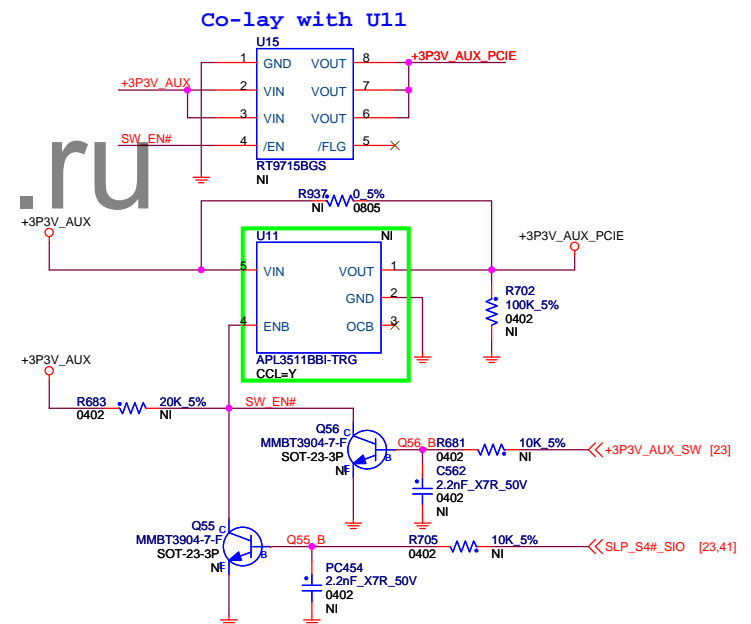 Co-lay with U11
U15
1 GND VOUT 8 +3P3V_AUX_PCIE
+3P3V_AUX 2 VIN VOUT 7
3 VIN VOUT 6
SW_EN# 4 /EN /FLG 5
RT9715BGS
NI
.ru
R937 0_5%
NI 0805
+3P3V_AUX
U11 NI
+3P3V_AUX_PCIE
5 VIN VOUT 1
GND 2
4 ENB OCB 3
APL3511BBI-TRG
CCL=Y
R702
100K_5%
0402
NI
+3P3V_AUX
R683 20K_5% SW_EN#
0402 NI
Q56 C
MMBT3904-7-F
SOT-23-3P B
NI E
Q56_B R681 10K_5%
0402 NI
+3P3V_AUX_SW [23]
C562
2.2nF_X7R_50V
0402
NI
Q55 C
MMBT3904-7-F
SOT-23-3P B
NI E
Q55_B R705 10K_5%
0402 NI
SLP_S4#_SIO [23,41]
PC454
2.2nF_X7R_50V
0402
NI